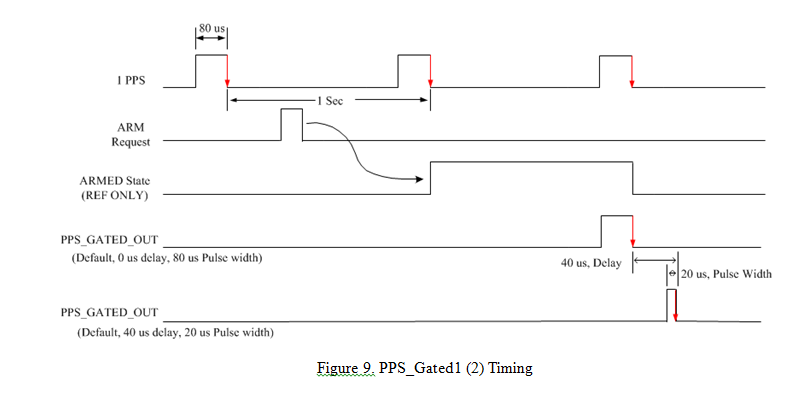 80 us
1 PPS
1 Sec
ARM
Request
ARMED State
(REF ONLY)
PPS_GATED_OUT
(Default, 0 us delay, 80 us Pulse width)
40 us, Delay
20 us, Pulse Width
PPS_GATED_OUT
(Default, 40 us delay, 20 us Pulse width)
Figure 9. PPS_Gated1 (2) Timing